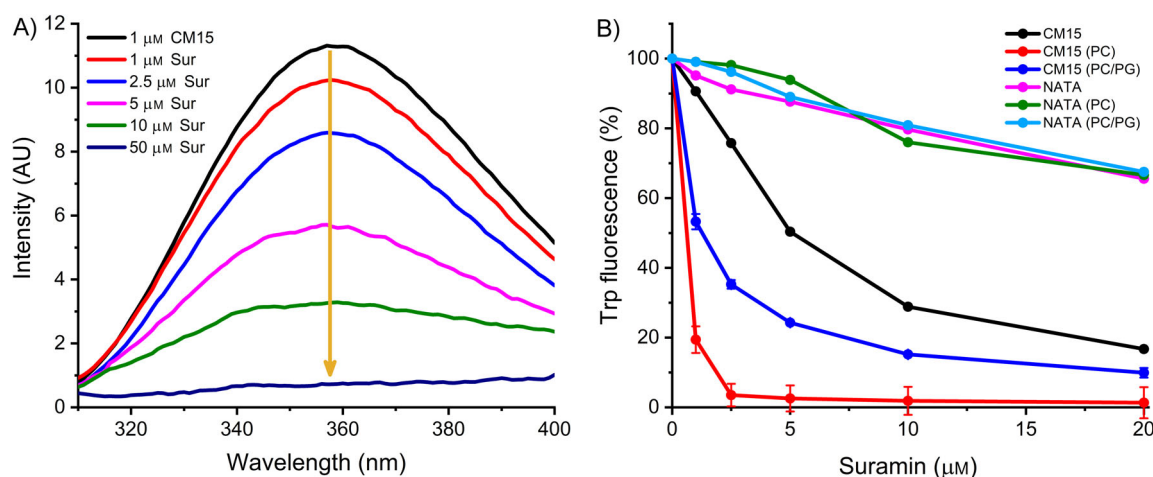 A)
12
10
8
6
4
2
0
Intensity (AU)
1 μM CM15
1 μM Sur
2.5 μM Sur
5 μM Sur
10 μM Sur
50 μM Sur
320 340 360 380 400
Wavelength (nm)
B)
100
80
60
40
20
0
Trp fluorescence (%)
CM15
CM15 (PC)
CM15 (PC/PG)
NATA
NATA (PC)
NATA (PC/PG)
0 5 10 15 20
Suramin (μM)